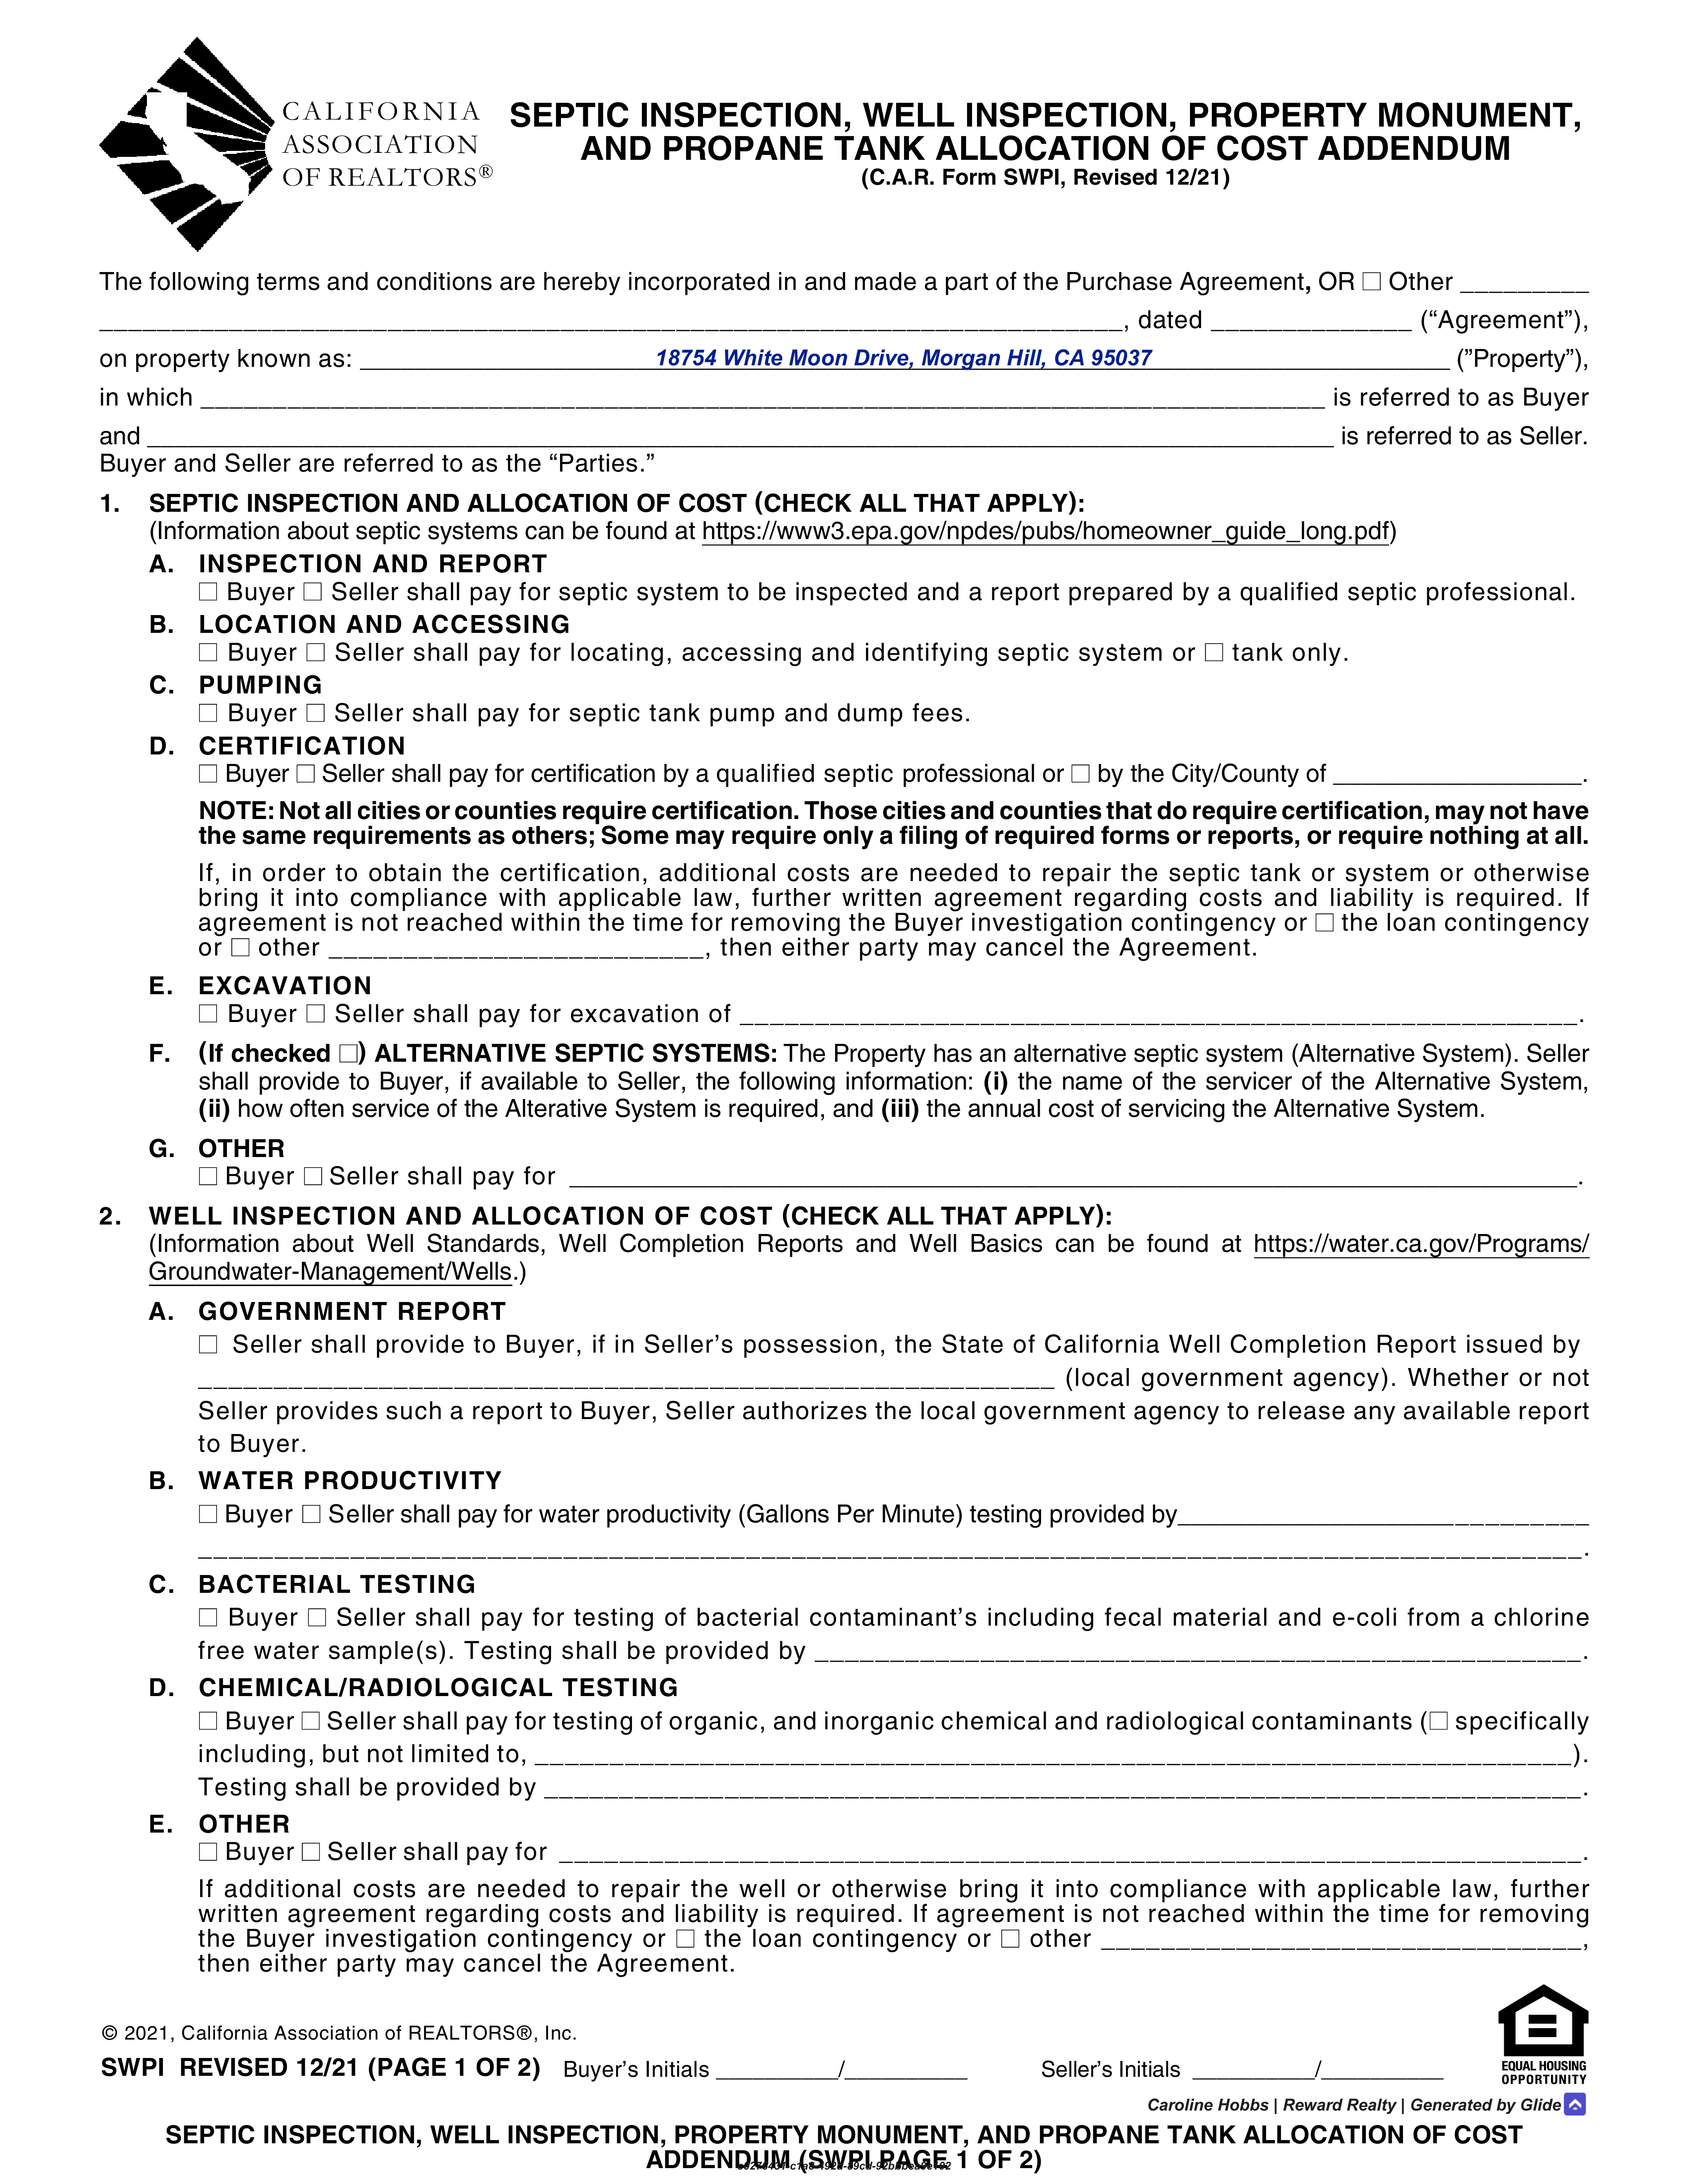 CALIFORNIA
ASSOCIATION
OF REALTORS®
SEPTIC INSPECTION, WELL INSPECTION, PROPERTY MONUMENT,
AND PROPANE TANK ALLOCATION OF COST ADDENDUM
(C.A.R. Form SWPI, Revised 12/21)
The following terms and conditions are hereby incorporated in and made a part of the Purchase Agreement, OR ☐ Other _________
________________, dated ______________ (“Agreement”),
on property known as: 18754 White Moon Drive, Morgan Hill, CA 95037 (”Property”),
in which ________________ is referred to as Buyer
and ________________ is referred to as Seller.
Buyer and Seller are referred to as the “Parties.”
1. SEPTIC INSPECTION AND ALLOCATION OF COST (CHECK ALL THAT APPLY):
(Information about septic systems can be found at https://www3.epa.gov/npdes/pubs/homeowner_guide_long.pdf)
A. INSPECTION AND REPORT
☐ Buyer ☐ Seller shall pay for septic system to be inspected and a report prepared by a qualified septic professional.
B. LOCATION AND ACCESSING
☐ Buyer ☐ Seller shall pay for locating, accessing and identifying septic system or ☐ tank only.
C. PUMPING
☐ Buyer ☐ Seller shall pay for septic tank pump and dump fees.
D. CERTIFICATION
☐ Buyer ☐ Seller shall pay for certification by a qualified septic professional or ☐ by the City/County of ________________.
NOTE: Not all cities or counties require certification. Those cities and counties that do require certification, may not have
the same requirements as others; Some may require only a filing of required forms or reports, or require nothing at all.
If, in order to obtain the certification, additional costs are needed to repair the septic tank or system or otherwise
bring it into compliance with applicable law, further written agreement regarding costs and liability is required. If
agreement is not reached within the time for removing the Buyer investigation contingency or ☐ the loan contingency
or ☐ other ________________, then either party may cancel the Agreement.
E. EXCAVATION
☐ Buyer ☐ Seller shall pay for excavation of ________________.
F. (If checked ☐) ALTERNATIVE SEPTIC SYSTEMS: The Property has an alternative septic system (Alternative System). Seller
shall provide to Buyer, if available to Seller, the following information: (i) the name of the servicer of the Alternative System,
(ii) how often service of the Alterative System is required, and (iii) the annual cost of servicing the Alternative System.
G. OTHER
☐ Buyer ☐ Seller shall pay for ________________.
2. WELL INSPECTION AND ALLOCATION OF COST (CHECK ALL THAT APPLY):
(Information about Well Standards, Well Completion Reports and Well Basics can be found at https://water.ca.gov/Programs/
Groundwater-Management/Wells.)
A. GOVERNMENT REPORT
☐ Seller shall provide to Buyer, if in Seller’s possession, the State of California Well Completion Report issued by
________________ (local government agency). Whether or not
Seller provides such a report to Buyer, Seller authorizes the local government agency to release any available report
to Buyer.
B. WATER PRODUCTIVITY
☐ Buyer ☐ Seller shall pay for water productivity (Gallons Per Minute) testing provided by________________
________________.
C. BACTERIAL TESTING
☐ Buyer ☐ Seller shall pay for testing of bacterial contaminant’s including fecal material and e-coli from a chlorine
free water sample(s). Testing shall be provided by ________________.
D. CHEMICAL/RADIOLOGICAL TESTING
☐ Buyer ☐ Seller shall pay for testing of organic, and inorganic chemical and radiological contaminants (☐ specifically
including, but not limited to, ________________).
Testing shall be provided by ________________.
E. OTHER
☐ Buyer ☐ Seller shall pay for ________________.
If additional costs are needed to repair the well or otherwise bring it into compliance with applicable law, further
written agreement regarding costs and liability is required. If agreement is not reached within the time for removing
the Buyer investigation contingency or ☐ the loan contingency or ☐ other ________________,
then either party may cancel the Agreement.
© 2021, California Association of REALTORS®, Inc.
SWPI REVISED 12/21 (PAGE 1 OF 2) Buyer’s Initials __________/__________ Seller’s Initials __________/__________
EQUAL HOUSING
OPPORTUNITY
Caroline Hobbs | Reward Realty | Generated by Glide
SEPTIC INSPECTION, WELL INSPECTION, PROPERTY MONUMENT, AND PROPANE TANK ALLOCATION OF COST
ADDENDUM (SWPI PAGE 1 OF 2)